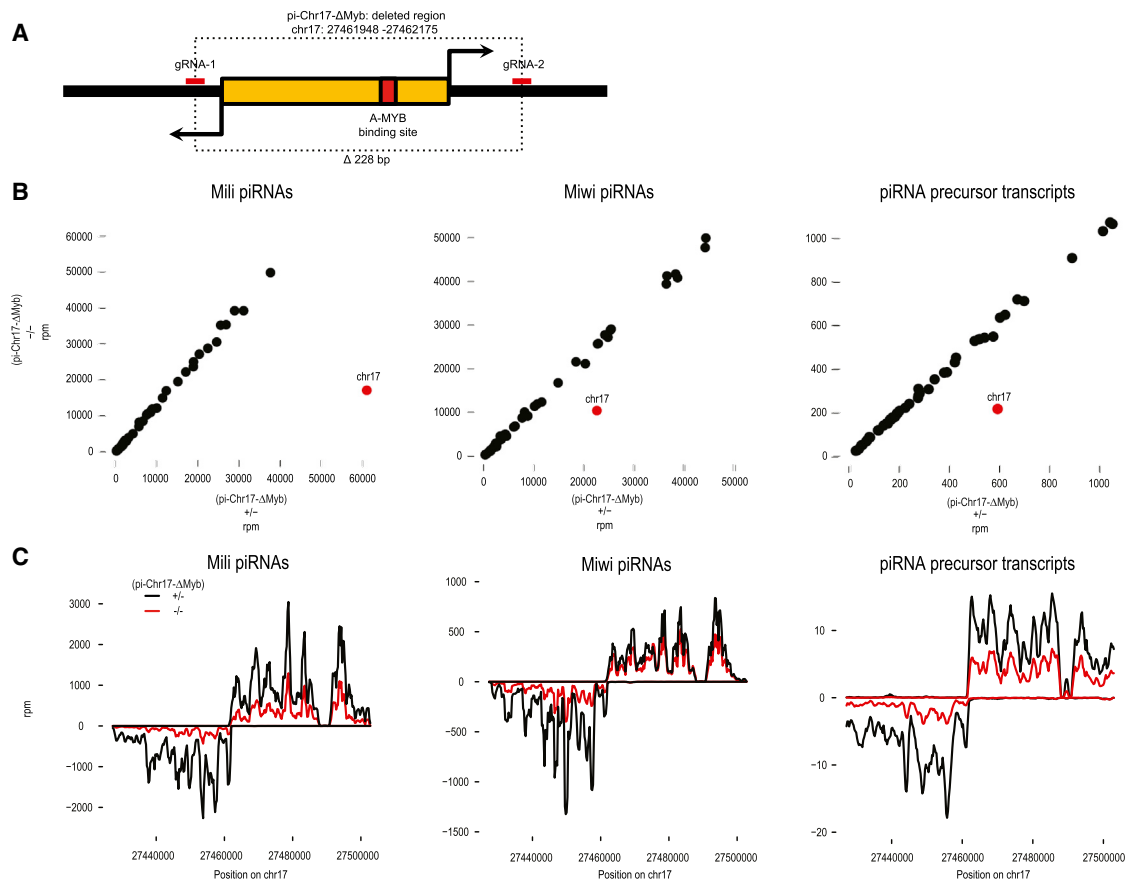 A
pi-Chr17-ΔMyb: deleted region
chr17: 27461948 -27462175
gRNA-1
gRNA-2
A-MYB
binding site
Δ 228 bp
B
Mili piRNAs
(pi-Chr17-ΔMyb)
−/−
rpm
60000
50000
40000
30000
20000
10000
0
chr17
0 10000 20000 30000 40000 50000 60000
(pi-Chr17-ΔMyb)
+/−
rpm
Miwi piRNAs
50000
40000
30000
20000
10000
0
chr17
0 10000 20000 30000 40000 50000
(pi-Chr17-ΔMyb)
+/−
rpm
piRNA precursor transcripts
1000
800
600
400
200
0
chr17
0 200 400 600 800 1000
(pi-Chr17-ΔMyb)
+/−
rpm
C
Mili piRNAs
(pi-Chr17-ΔMyb)
+/-
-/-
rpm
3000
2000
1000
0
−1000
−2000
27440000 27460000 27480000 27500000
Position on chr17
Miwi piRNAs
1000
500
0
−500
−1000
−1500
27440000 27460000 27480000 27500000
Position on chr17
piRNA precursor transcripts
10
0
−10
−20
27440000 27460000 27480000 27500000
Position on chr17